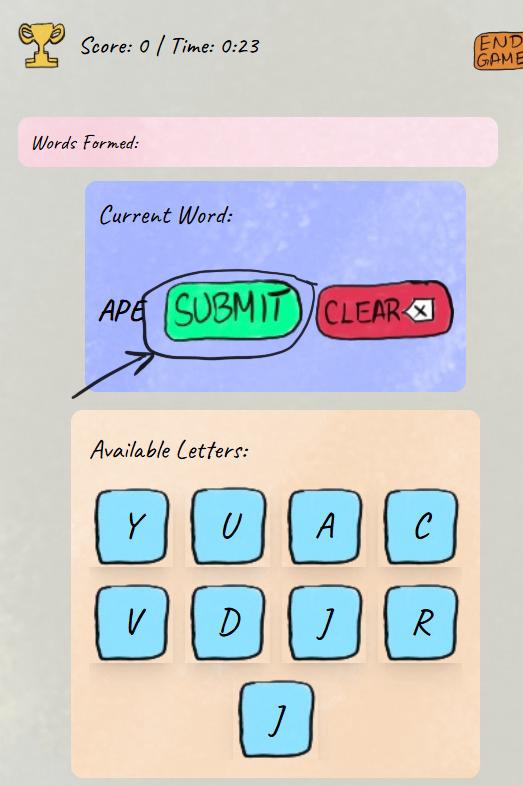 Score: 0 / Time: 0:23
END
GAME
Words Formed:
Current Word:
APE SUBMIT CLEAR X
Available Letters:
Y U A C
V D J R
J